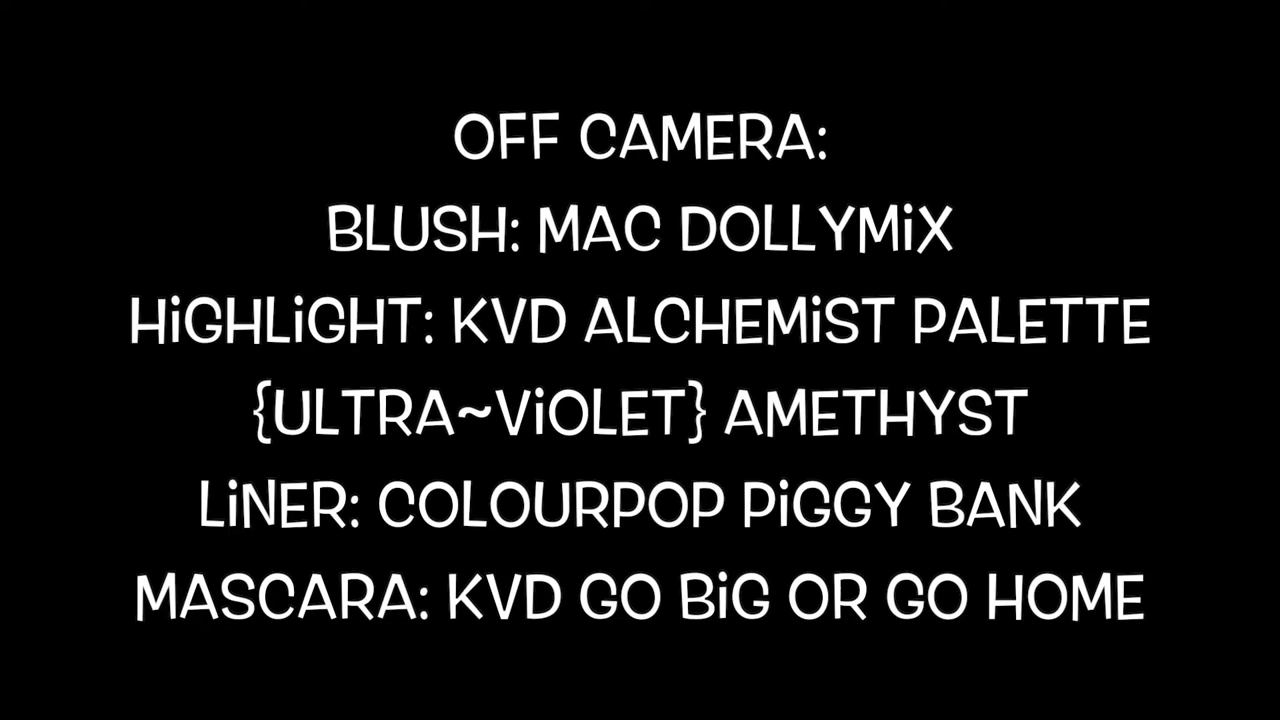 OFF CAMERA:
BLUSH: MAC DOLLYMiX
HiGHLiGHT: KVD ALCHEMiST PALETTE
{ULTRA~ViOLET} AMETHYST
LiNER: COLOURPOP PiGGY BANK
MASCARA: KVD GO BiG OR GO HOME